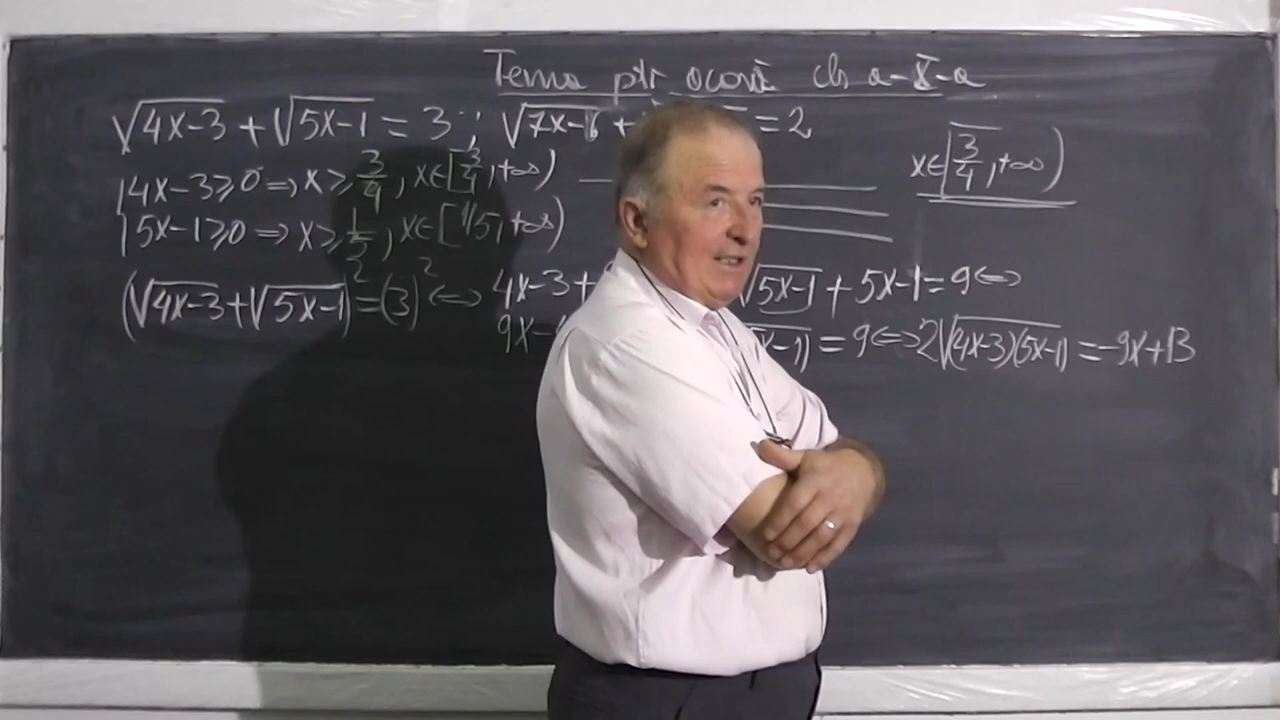 Tema ptr acasă cls a-X-a
√4x-3 + √5x-1 = 3 ; √7x-16 + = 2
4x-3≥0 ⇒ x≥3/4, x∈[3/4, +∞) x∈[3/4, +∞)
5x-1≥0 ⇒ x≥1/5, x∈[1/5, +∞)
(√4x-3 + √5x-1)² = (3)² ⇔ 4x-3+ √5x-1 + 5x-1 = 9 ⇔
9x- x-1) = 9 ⇔ 2√(4x-3)(5x-1) = -9x+13